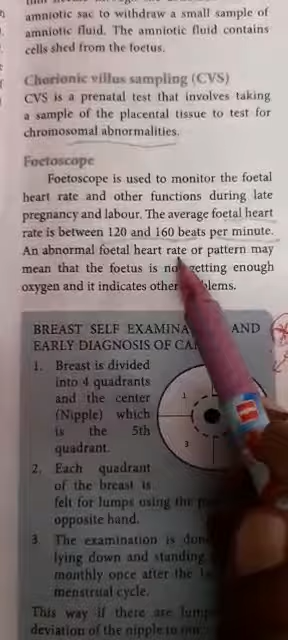 amniotic sac to withdraw a small sample of
amniotic fluid. The amniotic fluid contains
cells shed from the foetus.
Chorionic villus sampling (CVS)
CVS is a prenatal test that involves taking
a sample of the placental tissue to test for
chromosomal abnormalities.
Foetoscope
Foetoscope is used to monitor the foetal
heart rate and other functions during late
pregnancy and labour. The average foetal heart
rate is between 120 and 160 beats per minute.
An abnormal foetal heart rate or pattern may
mean that the foetus is not getting enough
oxygen and it indicates other
BREAST SELF AND
EARLY DIAGNOSIS OF
1. Breast is divided
into 4 quadrants
and the center
(Nipple) which
is the 5th
quadrant.
1
3
2. Each quadrant
of the breast is
felt for lumps using the
opposite hand.
3. The examination is
lying down and standing
monthly once after the
menstrual cycle.
This way if there are
deviation of the nipple to